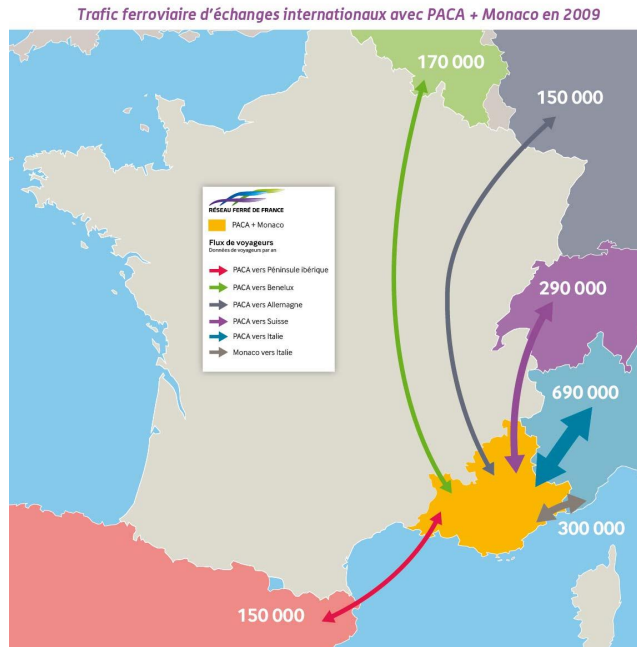 Trafic ferroviaire d'échanges internationaux avec PACA + Monaco en 2009
170 000
150 000
RÉSEAU FERRÉ DE FRANCE
PACA + Monaco
Flux de voyageurs
Données de voyageurs par an
PACA vers Péninsule ibérique
PACA vers Benelux
PACA vers Allemagne
PACA vers Suisse
PACA vers Italie
Monaco vers Italie
290 000
690 000
300 000
150 000